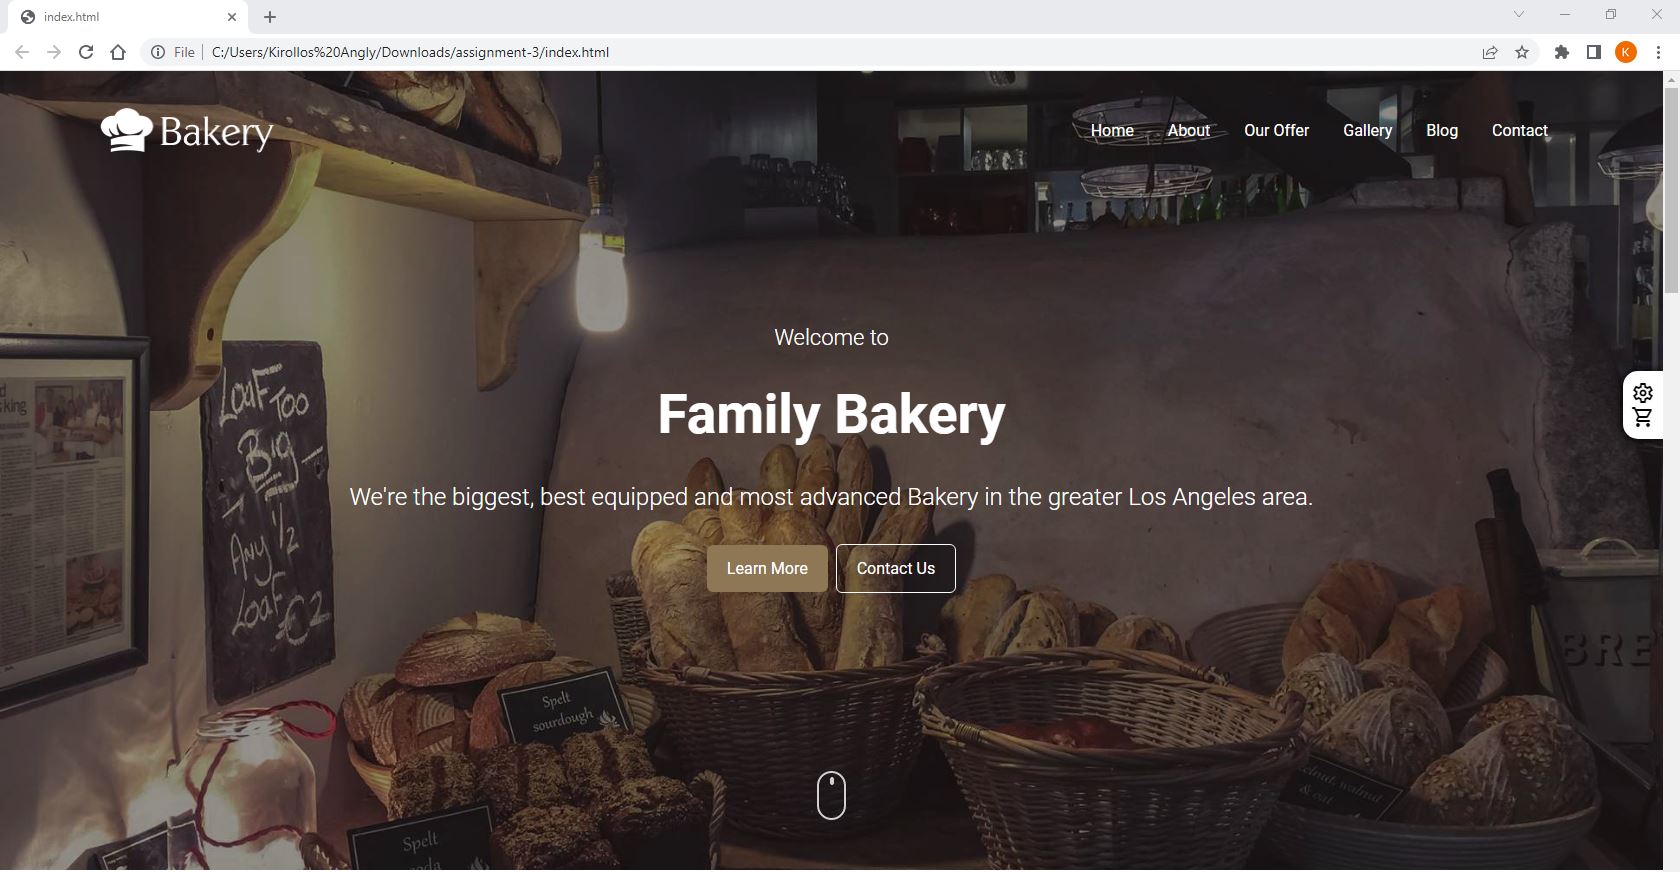 index.html
File
C:/Users/Kirollos%20Angly/Downloads/assignment-3/index.html
K
Bakery
Home
About
Our Offer
Gallery
Blog
Contact
Welcome to
Family Bakery
We're the biggest, best equipped and most advanced Bakery in the greater Los Angeles area.
Learn More
Contact Us
Loaf Too
Big
Any 1/2
Loaf €2
king
Spelt
sourdough
BRE
walnut
& oat
Spelt